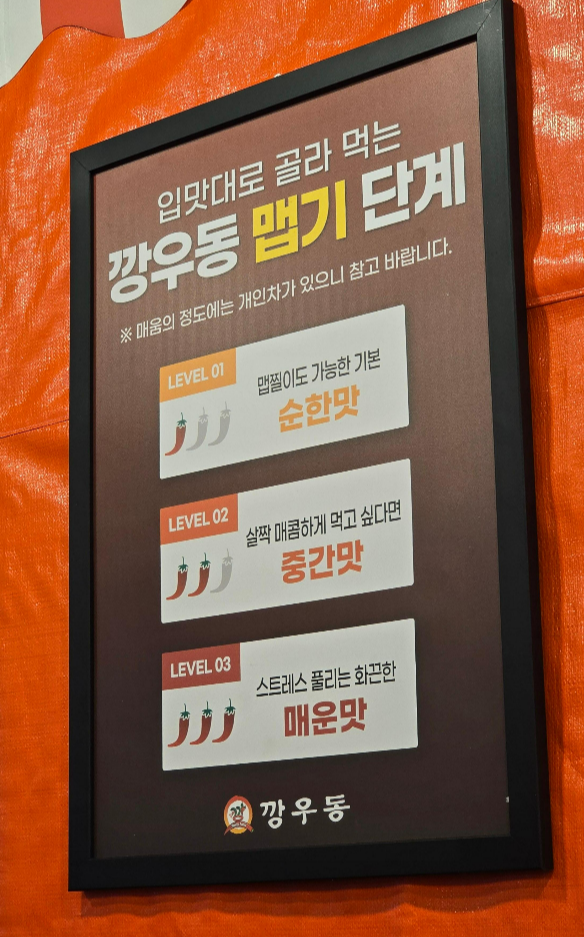 입맛대로 골라 먹는
깡우동 맵기 단계
※ 매움의 정도에는 개인차가 있으니 참고 바랍니다.
LEVEL 01
맵찔이도 가능한 기본
순한맛
LEVEL 02
살짝 매콤하게 먹고 싶다면
중간맛
LEVEL 03
스트레스 풀리는 화끈한
매운맛
깡 깡우동